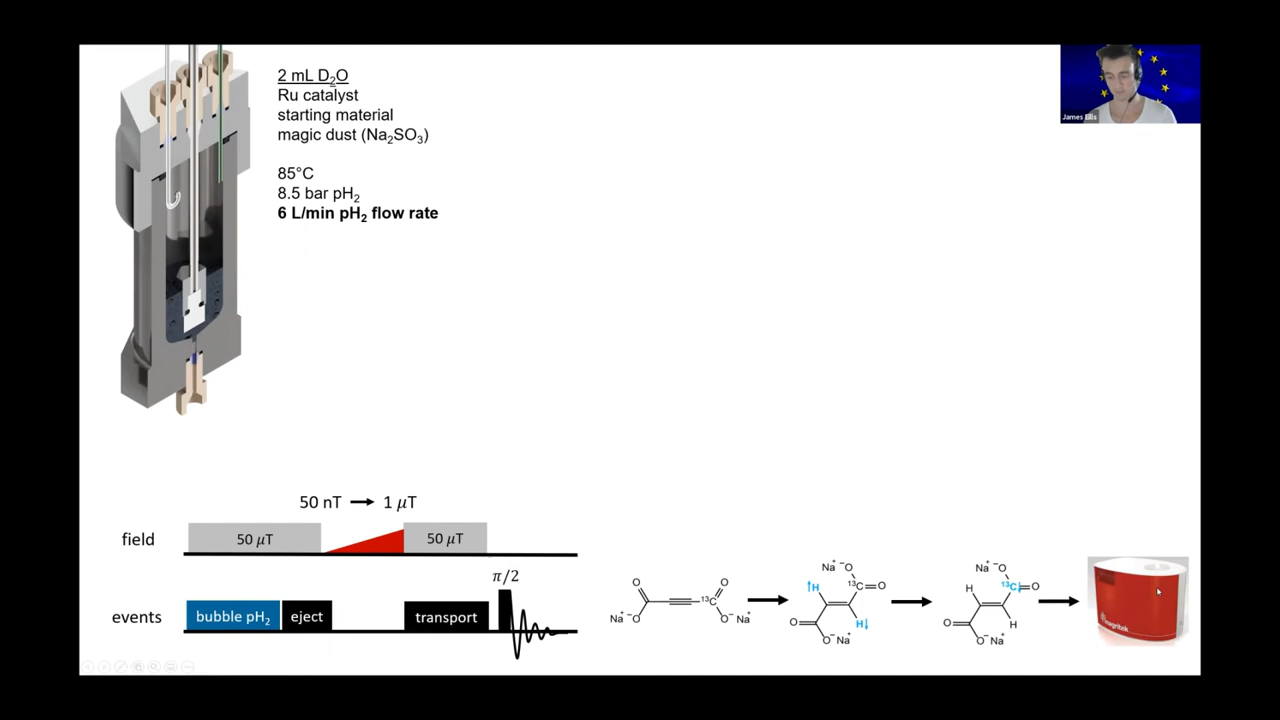 2 mL D₂O
Ru catalyst
starting material
magic dust (Na₂SO₃)
85°C
8.5 bar pH₂
6 L/min pH₂ flow rate
James Eills
50 nT → 1 μT
field
50 μT
50 μT
π/2
events
bubble pH₂
eject
transport
O
O
¹³C
Na⁺ ⁻O
O⁻ Na⁺
Na⁺ ⁻O
↑H
¹³C=O
H↓
O
O⁻ Na⁺
Na⁺ ⁻O
H
¹³C
O
H
O
O⁻ Na⁺
magritek